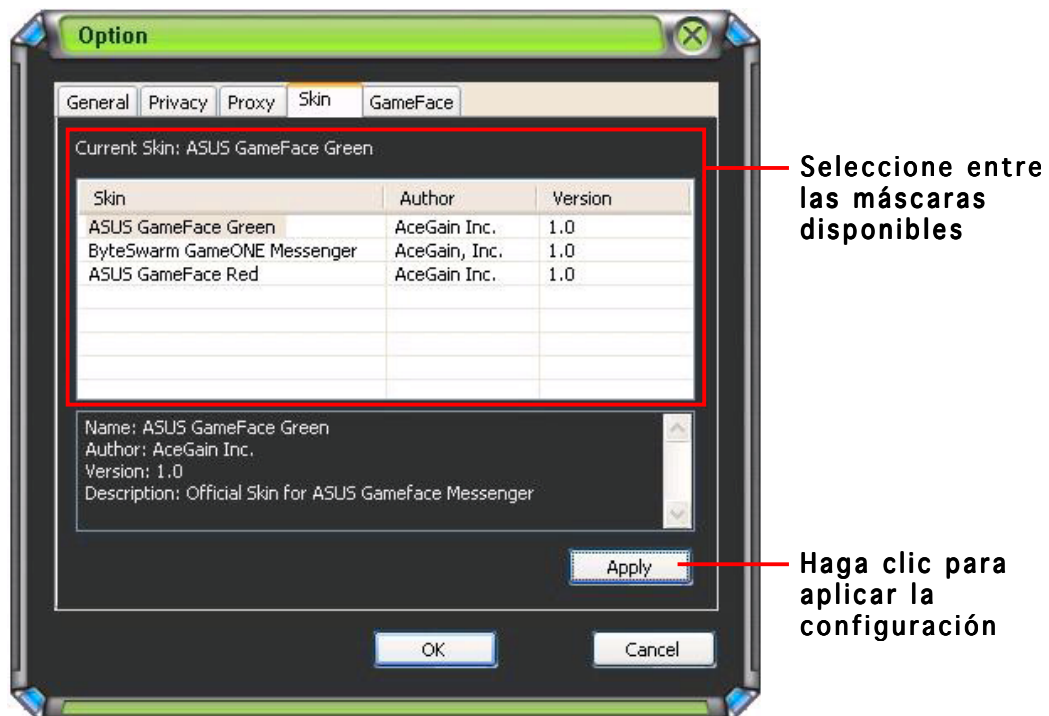 Option
General Privacy Proxy Skin GameFace
Current Skin: ASUS GameFace Green
Skin Author Version
ASUS GameFace Green AceGain Inc. 1.0
ByteSwarm GameONE Messenger AceGain, Inc. 1.0
ASUS GameFace Red AceGain Inc. 1.0
Name: ASUS GameFace Green
Author: AceGain Inc.
Version: 1.0
Description: Official Skin for ASUS Gameface Messenger
Apply
OK Cancel
Seleccione entre
las máscaras
disponibles
Haga clic para
aplicar la
configuración